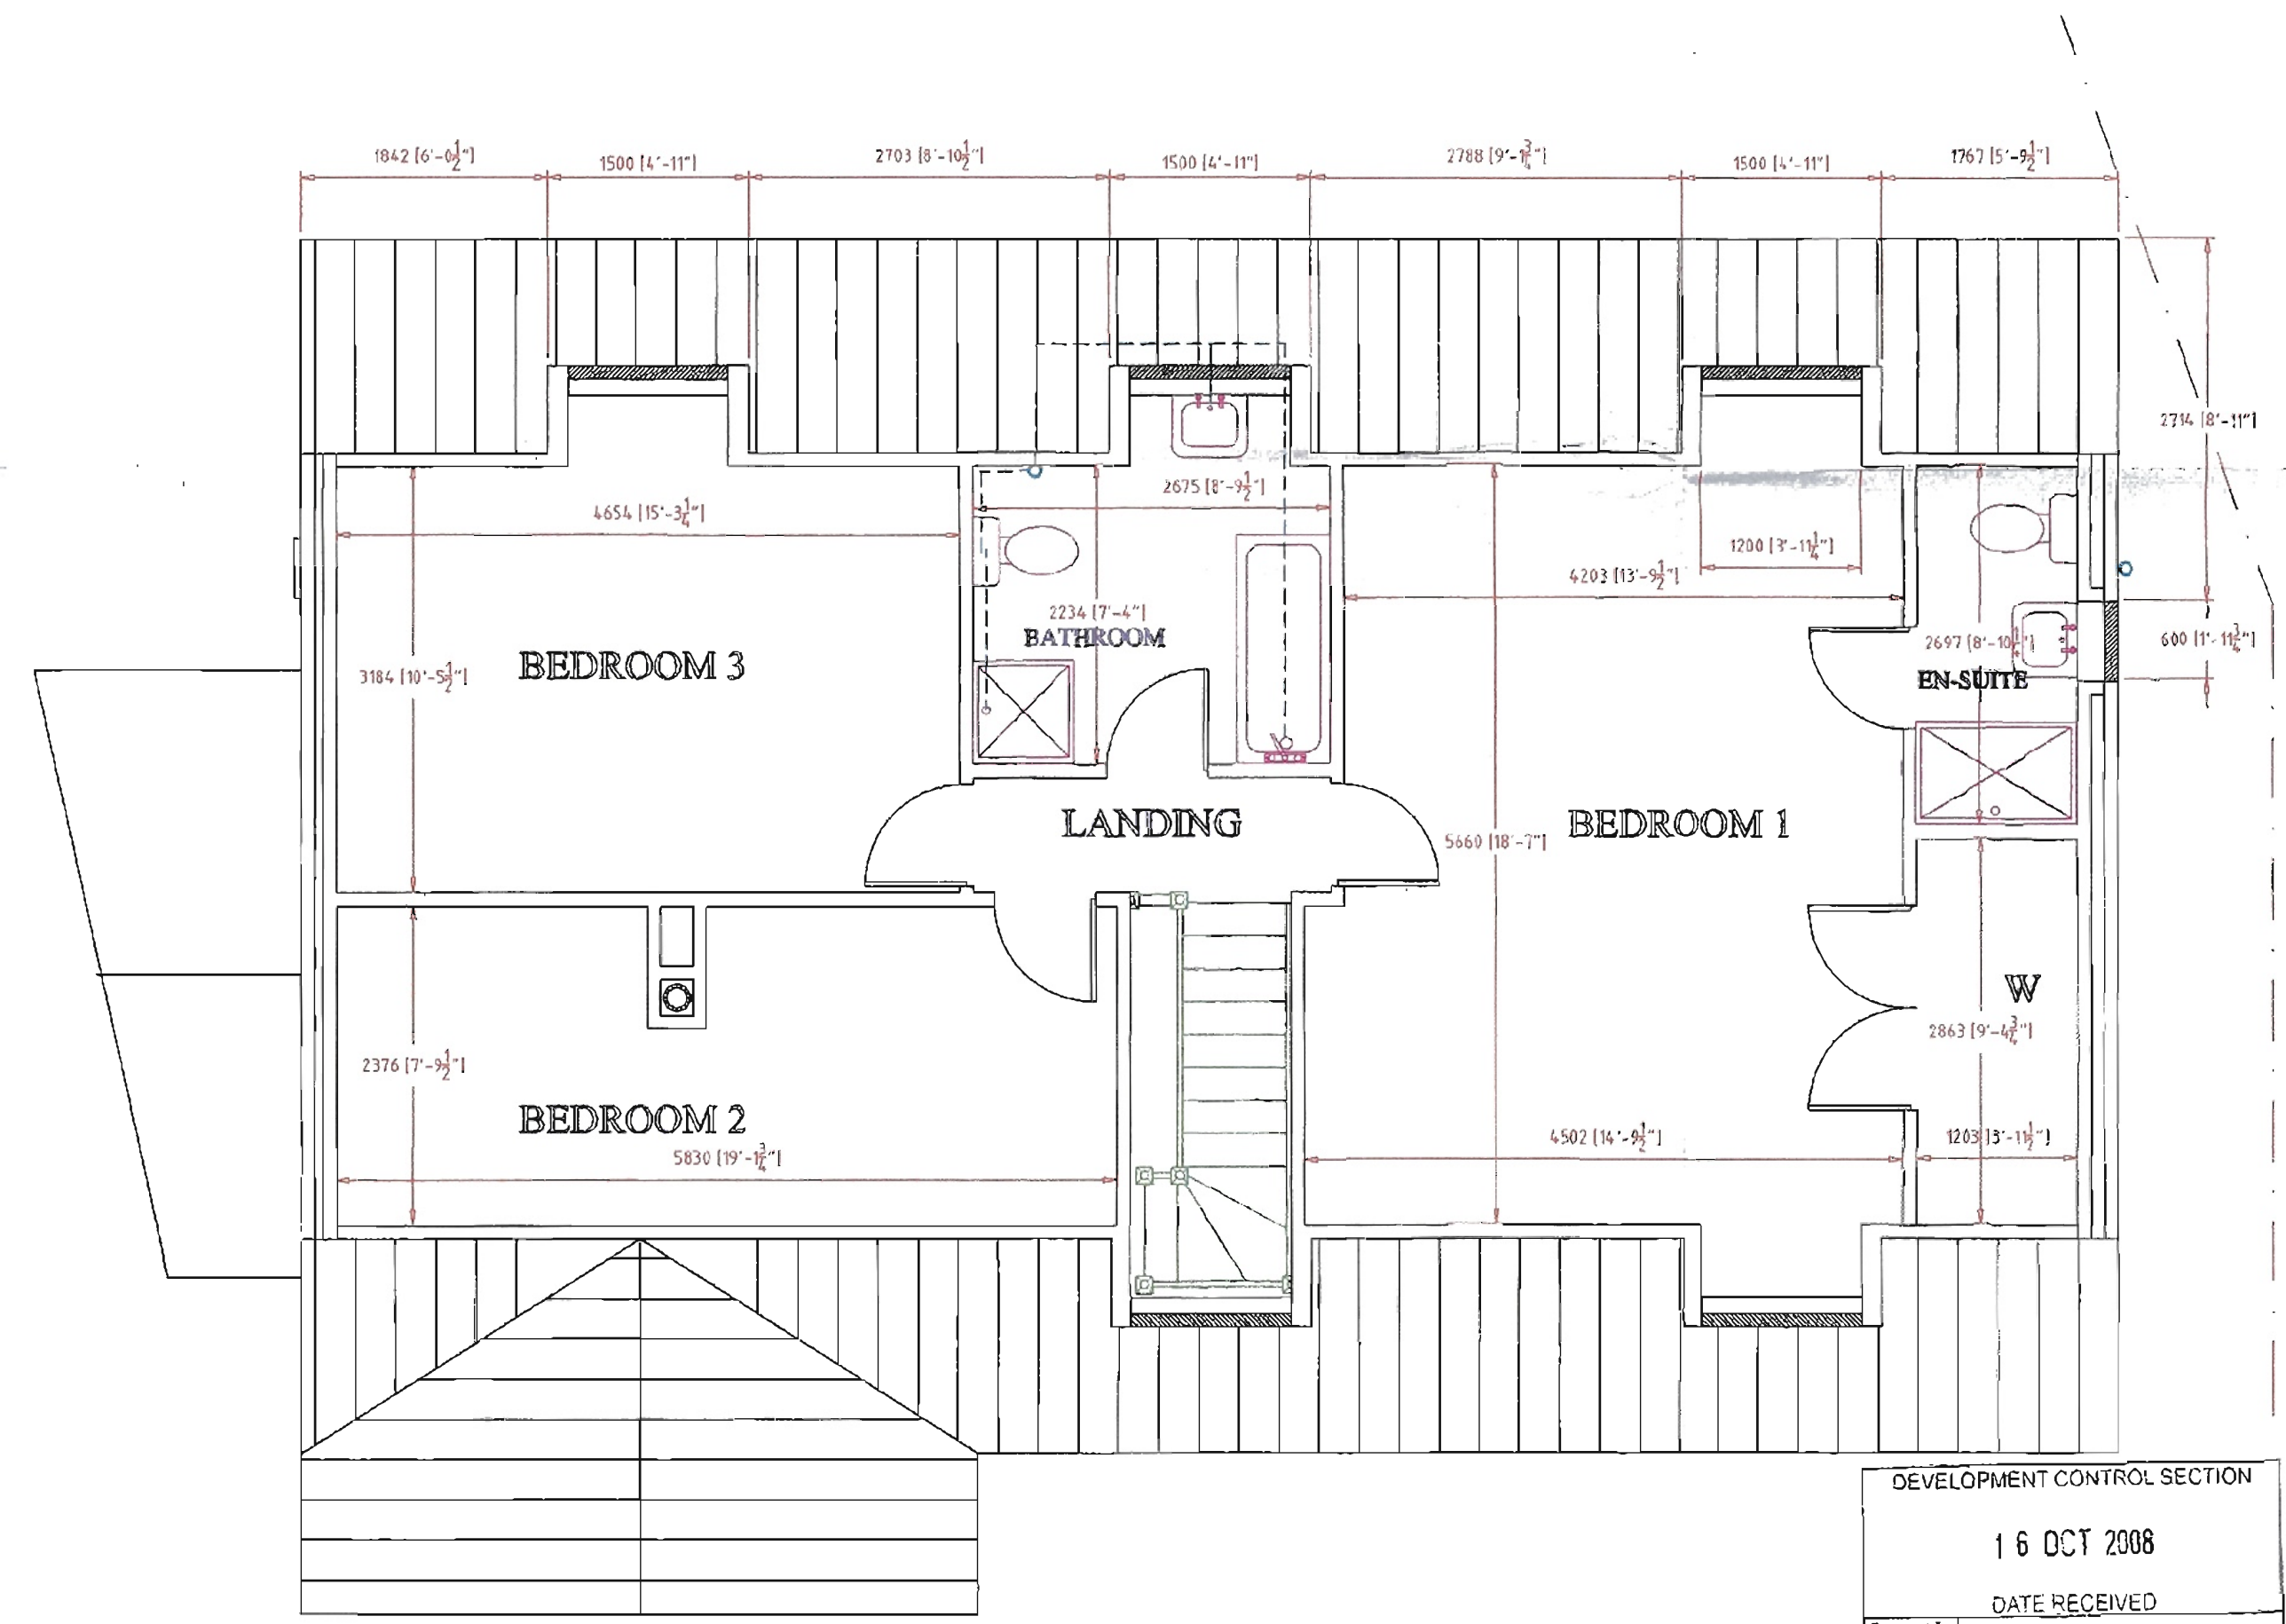 1842 [6'-0½"]
1500 [4'-11"]
2703 [8'-10½"]
1500 [4'-11"]
2788 [9'-1¾"]
1500 [4'-11"]
1767 [5'-9½"]
2714 [8'-11"]
2675 [8'-9½"]
4654 [15'-3¼"]
1200 [3'-11¼"]
4203 [13'-9½"]
2234 [7'-4"]
BATHROOM
2697 [8'-10¼"]
600 [1'-11¾"]
BEDROOM 3
3184 [10'-5½"]
EN-SUITE
LANDING
BEDROOM 1
5660 [18'-7"]
W
2863 [9'-4¾"]
2376 [7'-9½"]
BEDROOM 2
4502 [14'-9½"]
1203 [3'-11½"]
5830 [19'-1¾"]
DEVELOPMENT CONTROL SECTION
16 OCT 2008
DATE RECEIVED